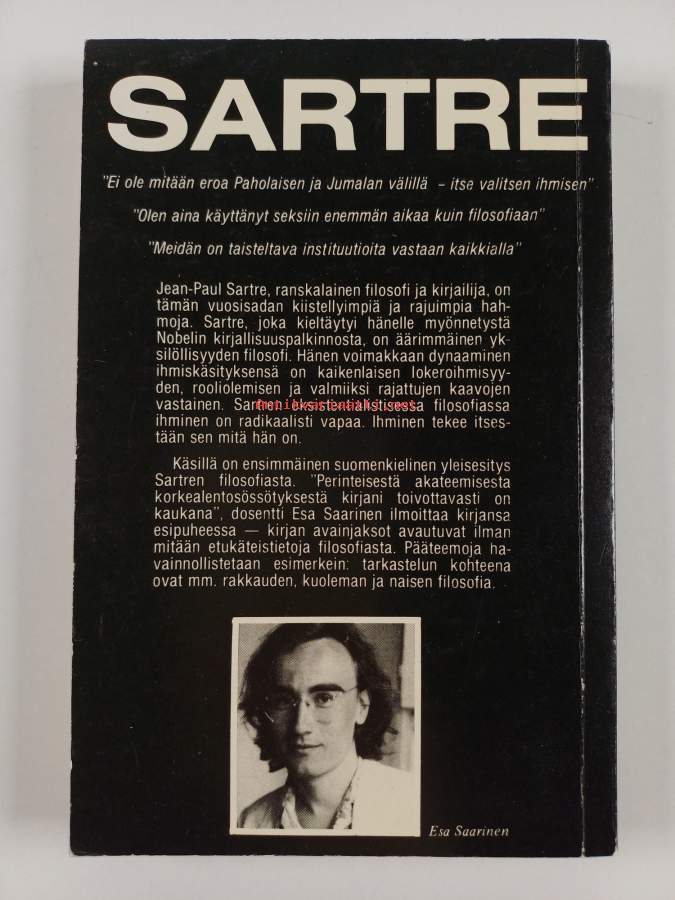 SARTRE
"Ei ole mitään eroa Paholaisen ja Jumalan välillä – itse valitsen ihmisen"
"Olen aina käyttänyt seksiin enemmän aikaa kuin filosofiaan"
"Meidän on taisteltava instituutioita vastaan kaikkialla"
Jean-Paul Sartre, ranskalainen filosofi ja kirjailija, on
tämän vuosisadan kiistellyimpiä ja rajuimpia hah-
moja. Sartre, joka kieltäytyi hänelle myönnetystä
Nobelin kirjallisuuspalkinnosta, on äärimmäinen yk-
silöllisyyden filosofi. Hänen voimakkaan dynaaminen
ihmiskäsityksensä on kaikenlaisen lokeroihmisyy-
den, rooliolemisen ja valmiiksi rajattujen kaavojen
vastainen. Sartren eksistentialistisessa filosofiassa
Antikvariaatti.net
ihminen on radikaalisti vapaa. Ihminen tekee itses-
tään sen mitä hän on.
Käsillä on ensimmäinen suomenkielinen yleisesitys
Sartren filosofiasta. "Perinteisestä akateemisesta
korkealentosössötyksestä kirjani toivottavasti on
kaukana", dosentti Esa Saarinen ilmoittaa kirjansa
esipuheessa — kirjan avainjaksot avautuvat ilman
mitään etukäteistietoja filosofiasta. Pääteemoja ha-
vainnollistetaan esimerkein: tarkastelun kohteena
ovat mm. rakkauden, kuoleman ja naisen filosofia.
Esa Saarinen